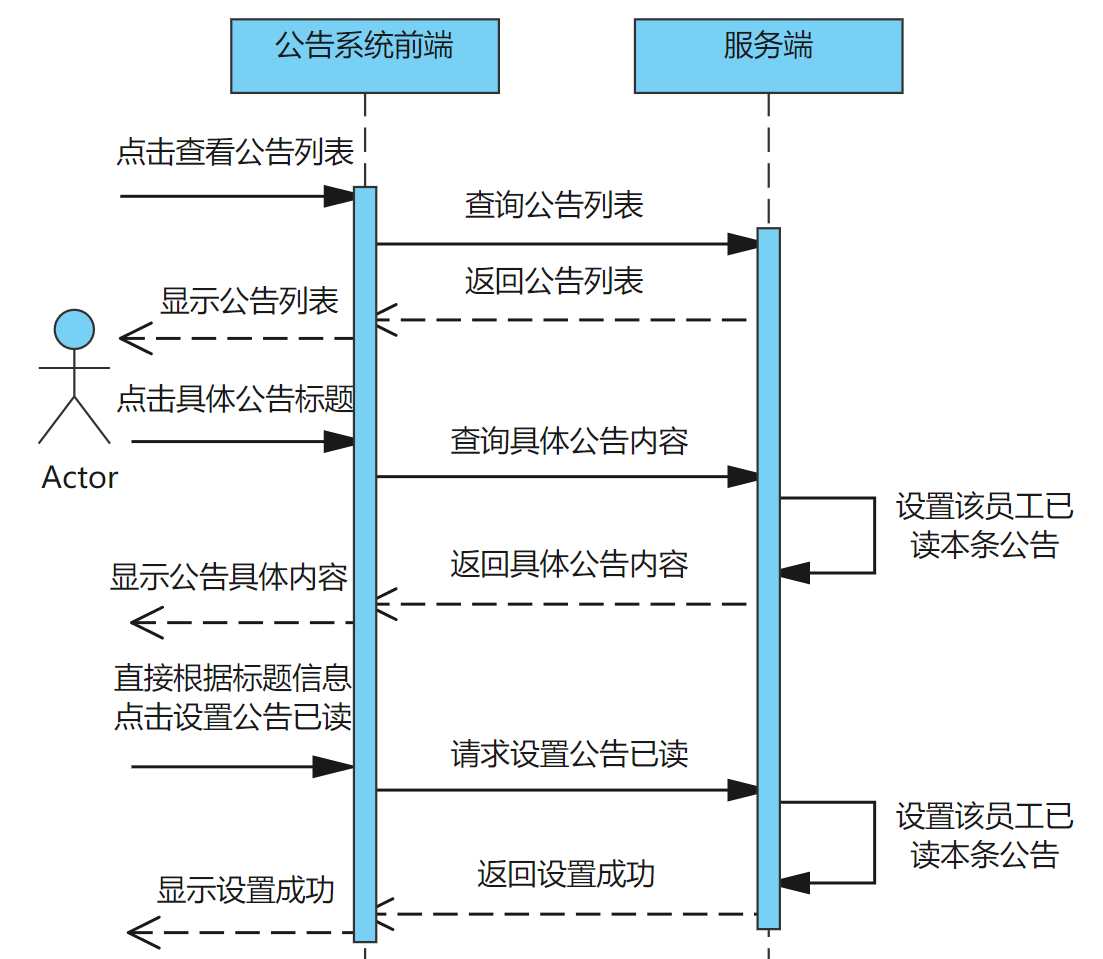 公告系统前端
服务端
点击查看公告列表
查询公告列表
返回公告列表
显示公告列表
点击具体公告标题
查询具体公告内容
Actor
设置该员工已
读本条公告
返回具体公告内容
显示公告具体内容
直接根据标题信息
点击设置公告已读
请求设置公告已读
设置该员工已
读本条公告
返回设置成功
显示设置成功